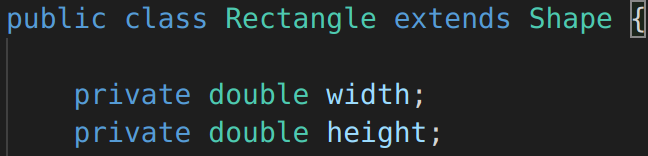 public class Rectangle extends Shape {
private double width;
private double height;